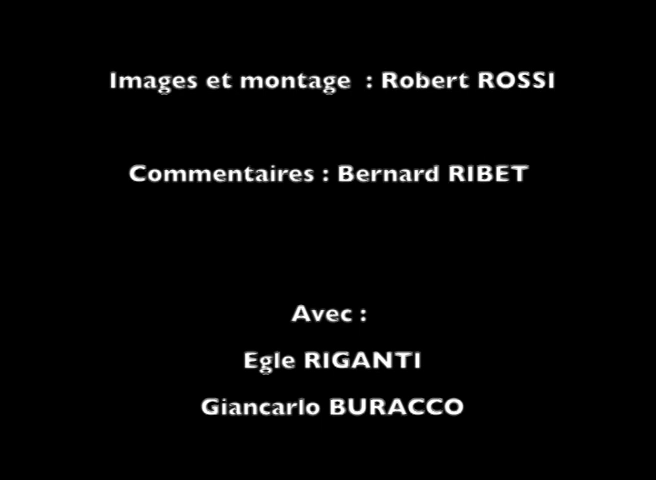 Images et montage : Robert ROSSI
Commentaires : Bernard RIBET
Avec :
Egle RIGANTI
Giancarlo BURACCO